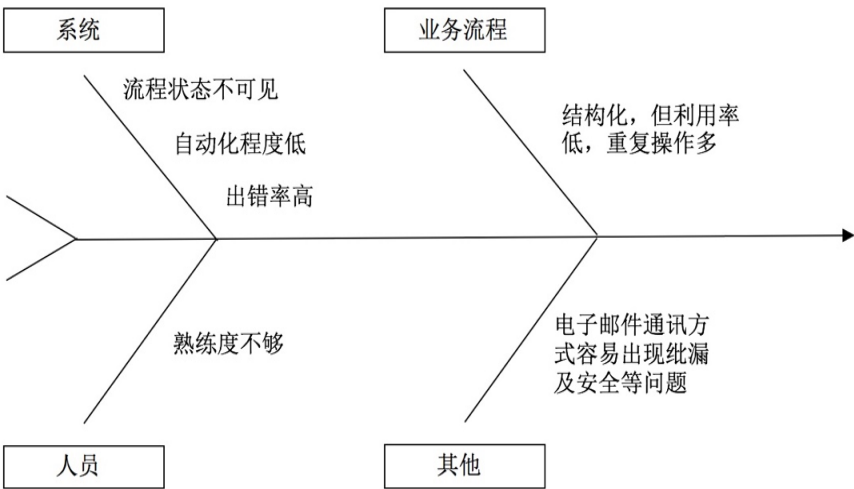 系统
业务流程
流程状态不可见
自动化程度低
出错率高
结构化，但利用率
低，重复操作多
熟练度不够
电子邮件通讯方
式容易出现纰漏
及安全等问题
人员
其他